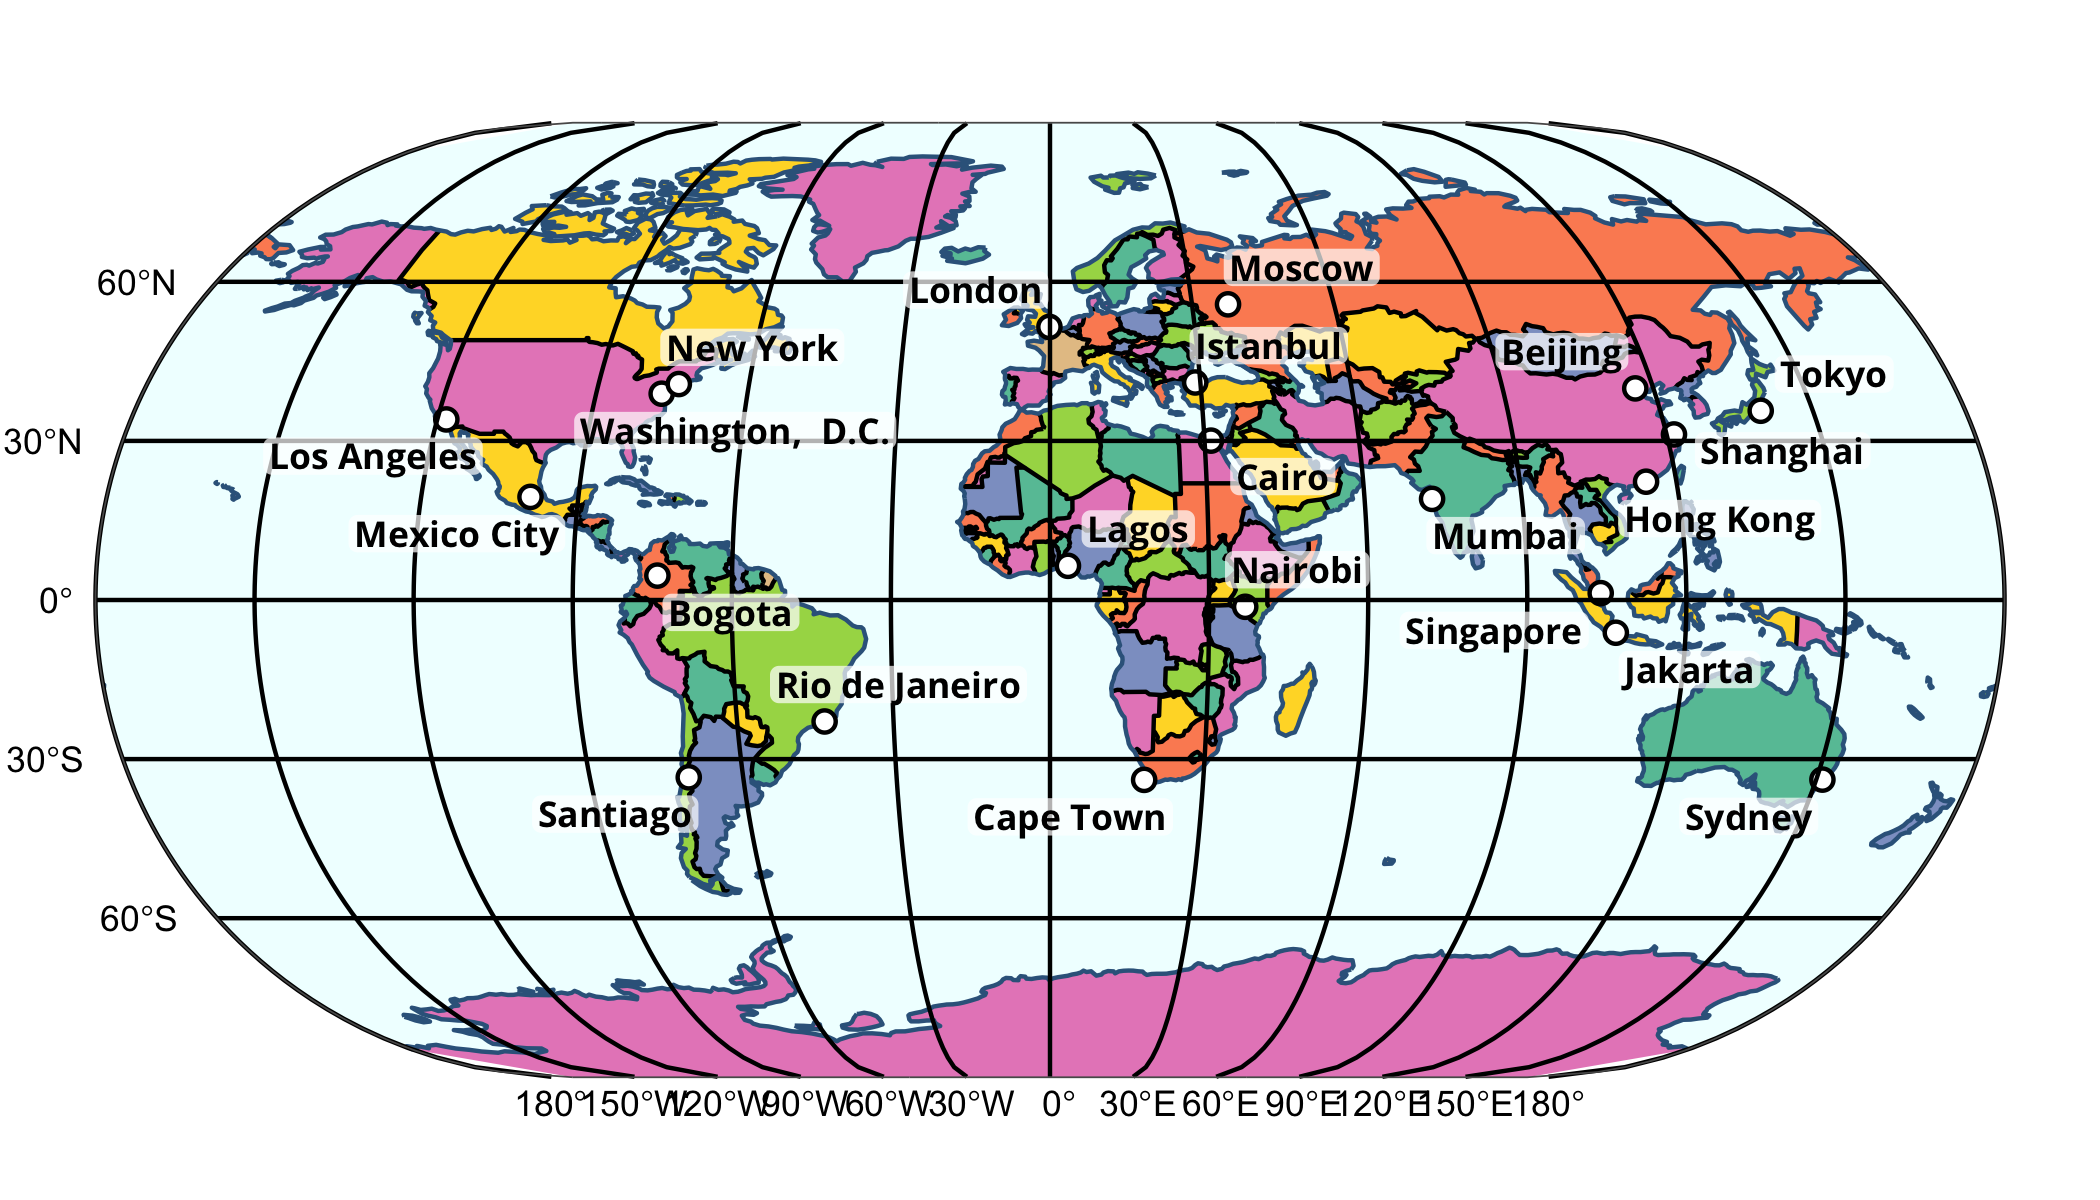 60°N
Moscow
London
New York
Istanbul
Beijing
Tokyo
30°N
Washington,  D.C.
Los Angeles
Shanghai
Cairo
Mexico City
Lagos
Mumbai
Hong Kong
Nairobi
0°
Bogota
Singapore
Jakarta
Rio de Janeiro
30°S
Santiago
Cape Town
Sydney
60°S
180° 150°W 120°W 90°W 60°W 30°W 0° 30°E 60°E 90°E 120°E 150°E 180°